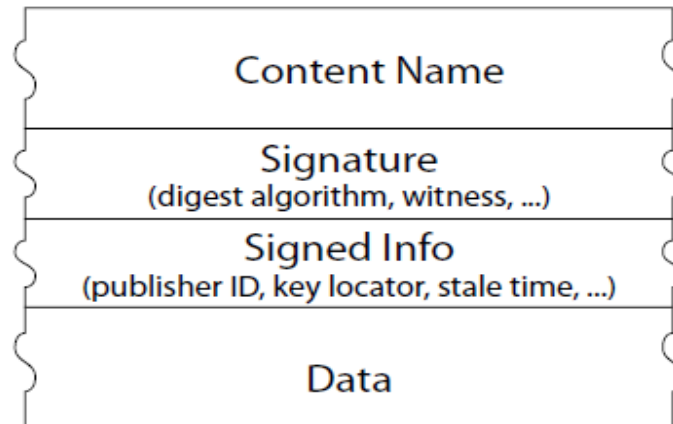 Content Name
Signature
(digest algorithm, witness, ...)
Signed Info
(publisher ID, key locator, stale time, ...)
Data